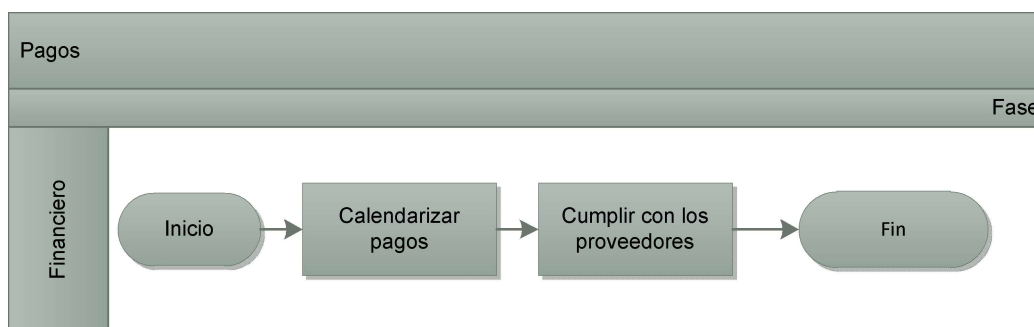 Pagos
Fase
Financiero
Inicio
Calendarizar
pagos
Cumplir con los
proveedores
Fin